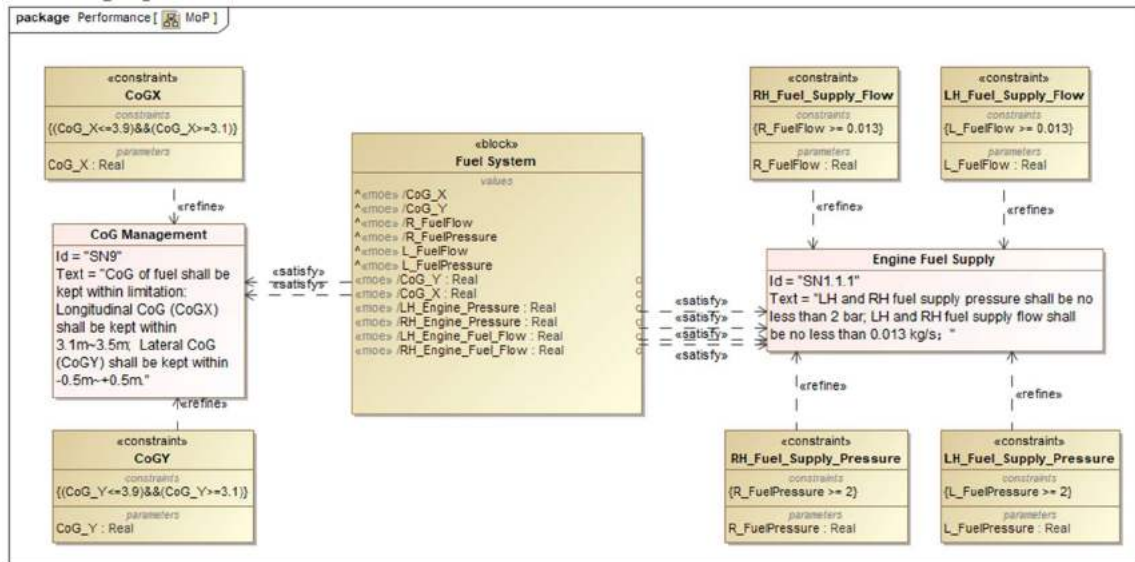 package Performance [ MoP ]
«constraint»
CoGX
constraints
{((CoG_X<=3.9)&&(CoG_X>=3.1)}
parameters
CoG_X : Real
«refine»
CoG Management
Id = "SN9"
Text = "CoG of fuel shall be
kept within limitation:
Longitudinal CoG (CoGX)
shall be kept within
3.1m~3.5m;  Lateral CoG
(CoGY) shall be kept within
-0.5m~+0.5m."
«refine»
«constraint»
CoGY
constraints
{((CoG_Y<=3.9)&&(CoG_Y>=3.1)}
parameters
CoG_Y : Real
«satisfy»
«satisfy»
«block»
Fuel System
values
^«moe» /CoG_X
^«moe» /CoG_Y
^«moe» /R_FuelFlow
^«moe» /R_FuelPressure
^«moe» L_FuelFlow
^«moe» L_FuelPressure
«moe» /CoG_Y : Real
«moe» /CoG_X : Real
«moe» /LH_Engine_Pressure : Real
«moe» /RH_Engine_Pressure : Real
«moe» /LH_Engine_Fuel_Flow : Real
«moe» /RH_Engine_Fuel_Flow : Real
«satisfy»
«satisfy»
«satisfy»
«satisfy»
«constraint»
RH_Fuel_Supply_Flow
constraints
{R_FuelFlow >= 0.013}
parameters
R_FuelFlow : Real
«refine»
«constraint»
LH_Fuel_Supply_Flow
constraints
{L_FuelFlow >= 0.013}
parameters
L_FuelFlow : Real
«refine»
Engine Fuel Supply
Id = "SN1.1.1"
Text = "LH and RH fuel supply pressure shall be no
less than 2 bar; LH and RH fuel supply flow shall
be no less than 0.013 kg/s； "
«refine»
«constraint»
RH_Fuel_Supply_Pressure
constraints
{R_FuelPressure >= 2}
parameters
R_FuelPressure : Real
«refine»
«constraint»
LH_Fuel_Supply_Pressure
constraints
{L_FuelPressure >= 2}
parameters
L_FuelPressure : Real